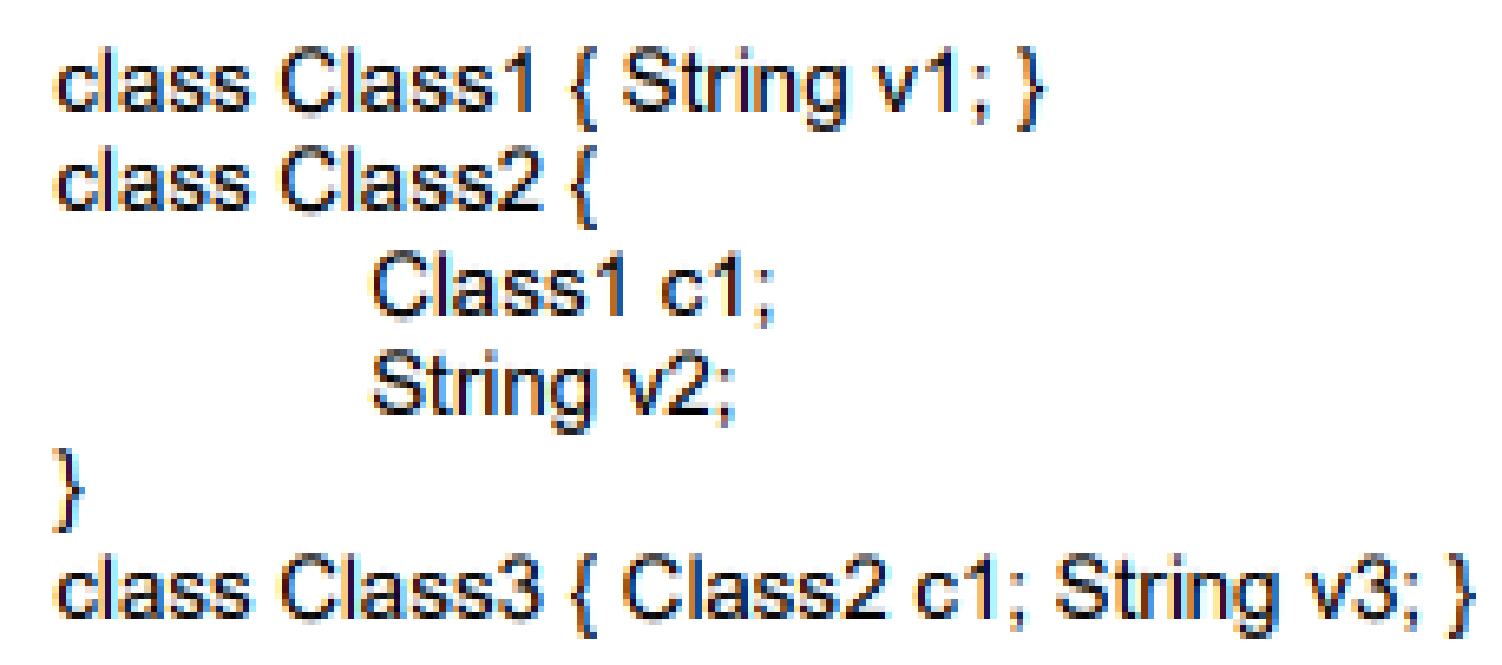 class Class1 { String v1; }
class Class2 {
Class1 c1;
String v2;
}
class Class3 { Class2 c1; String v3; }